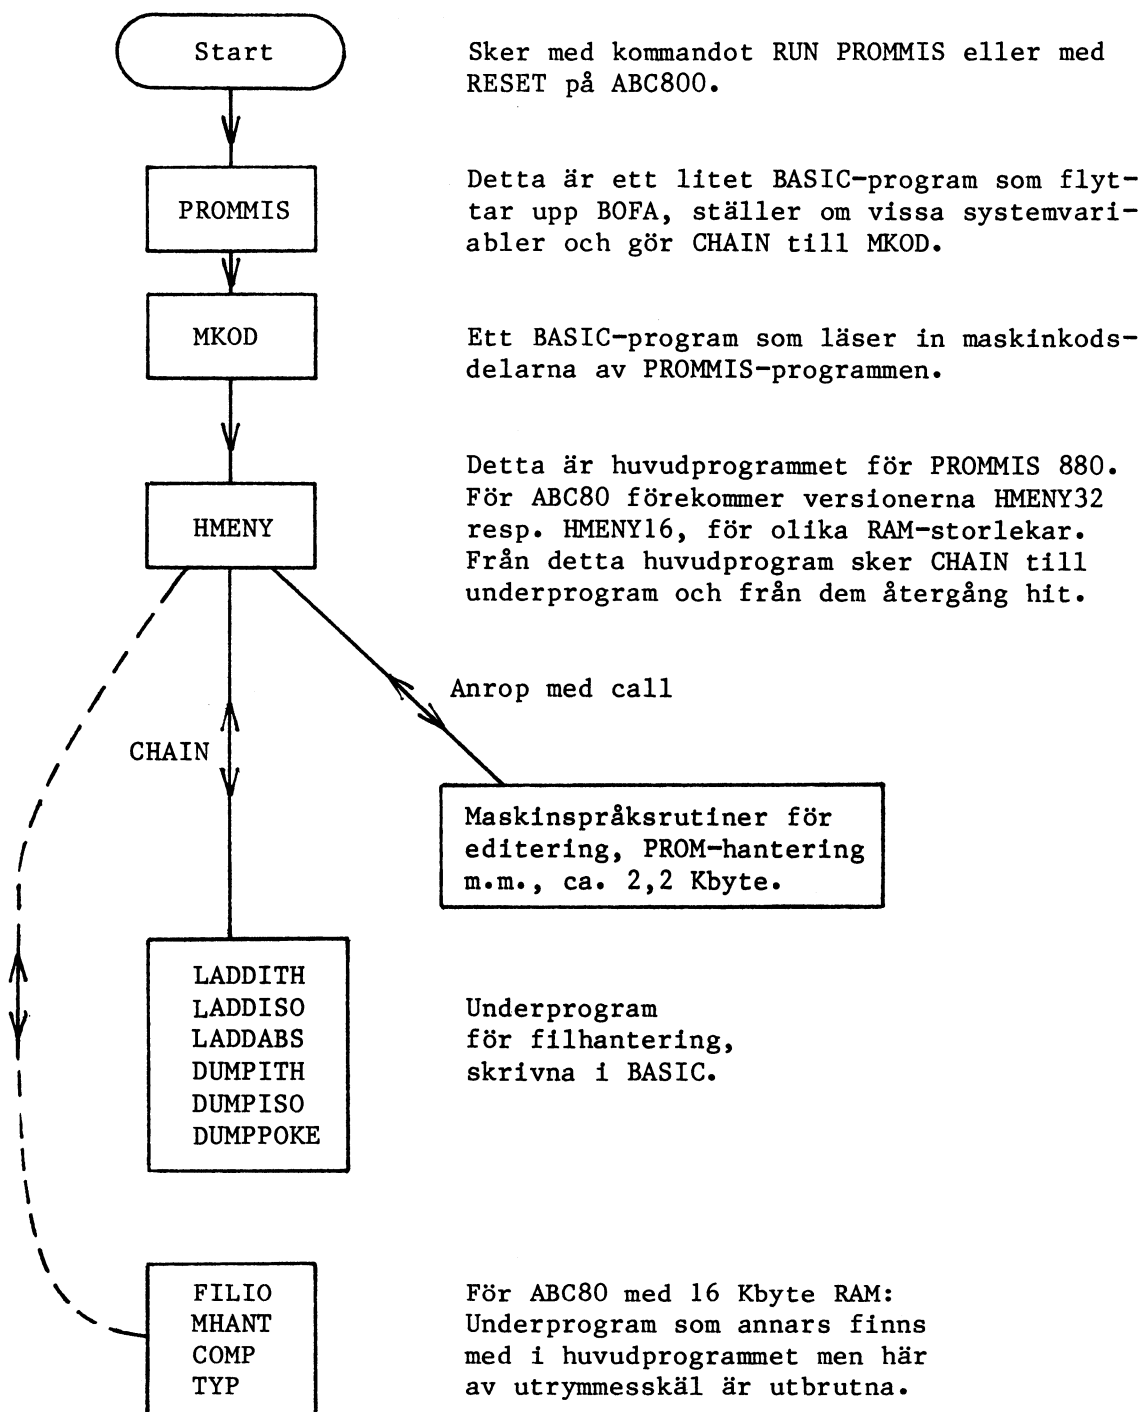 Start
Sker med kommandot RUN PROMMIS eller med
RESET på ABC800.
PROMMIS
Detta är ett litet BASIC-program som flyt-
tar upp BOFA, ställer om vissa systemvari-
abler och gör CHAIN till MKOD.
MKOD
Ett BASIC-program som läser in maskinkods-
delarna av PROMMIS-programmen.
HMENY
Detta är huvudprogrammet för PROMMIS 880.
För ABC80 förekommer versionerna HMENY32
resp. HMENY16, för olika RAM-storlekar.
Från detta huvudprogram sker CHAIN till
underprogram och från dem återgång hit.
Anrop med call
CHAIN
Maskinspråksrutiner för
editering, PROM-hantering
m.m., ca. 2,2 Kbyte.
LADDITH
LADDISO
LADDABS
DUMPITH
DUMPISO
DUMPPOKE
Underprogram
för filhantering,
skrivna i BASIC.
FILIO
MHANT
COMP
TYP
För ABC80 med 16 Kbyte RAM:
Underprogram som annars finns
med i huvudprogrammet men här
av utrymmesskäl är utbrutna.